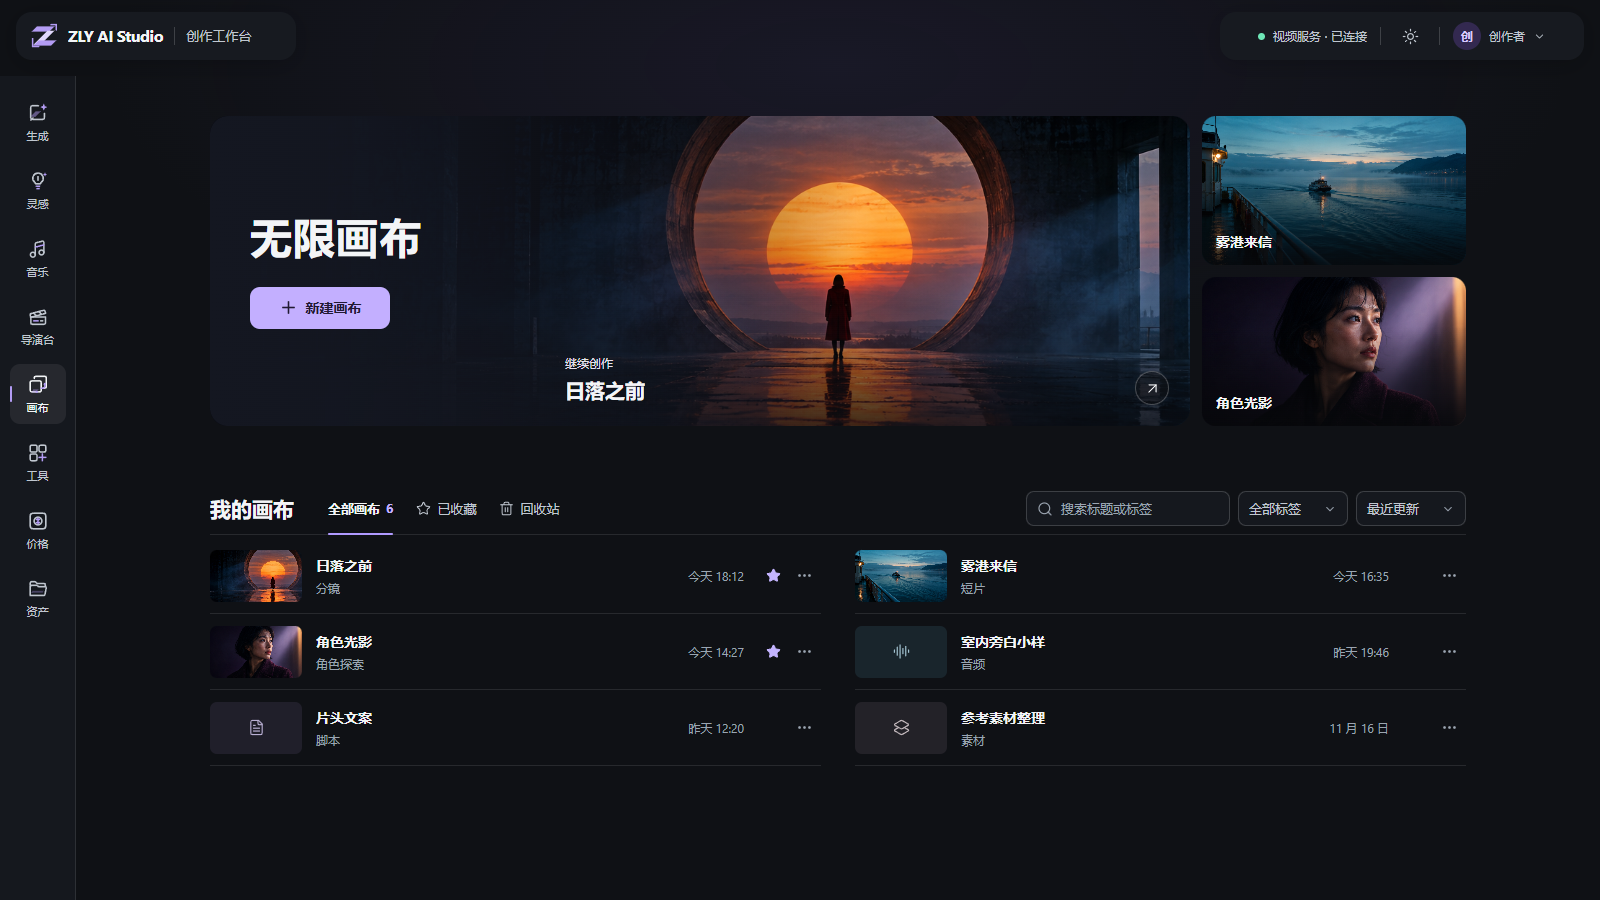 ZLY AI Studio
创作工作台
视频服务 · 已连接
创
创作者
生成
灵感
音乐
导演台
画布
工具
价格
资产
无限画布
新建画布
继续创作
日落之前
雾港来信
角色光影
我的画布
全部画布 6
已收藏
回收站
搜索标题或标签
全部标签
最近更新
日落之前
分镜
今天 18:12
雾港来信
短片
今天 16:35
角色光影
角色探索
今天 14:27
室内旁白小样
音频
昨天 19:46
片头文案
脚本
昨天 12:20
参考素材整理
素材
11 月 16 日